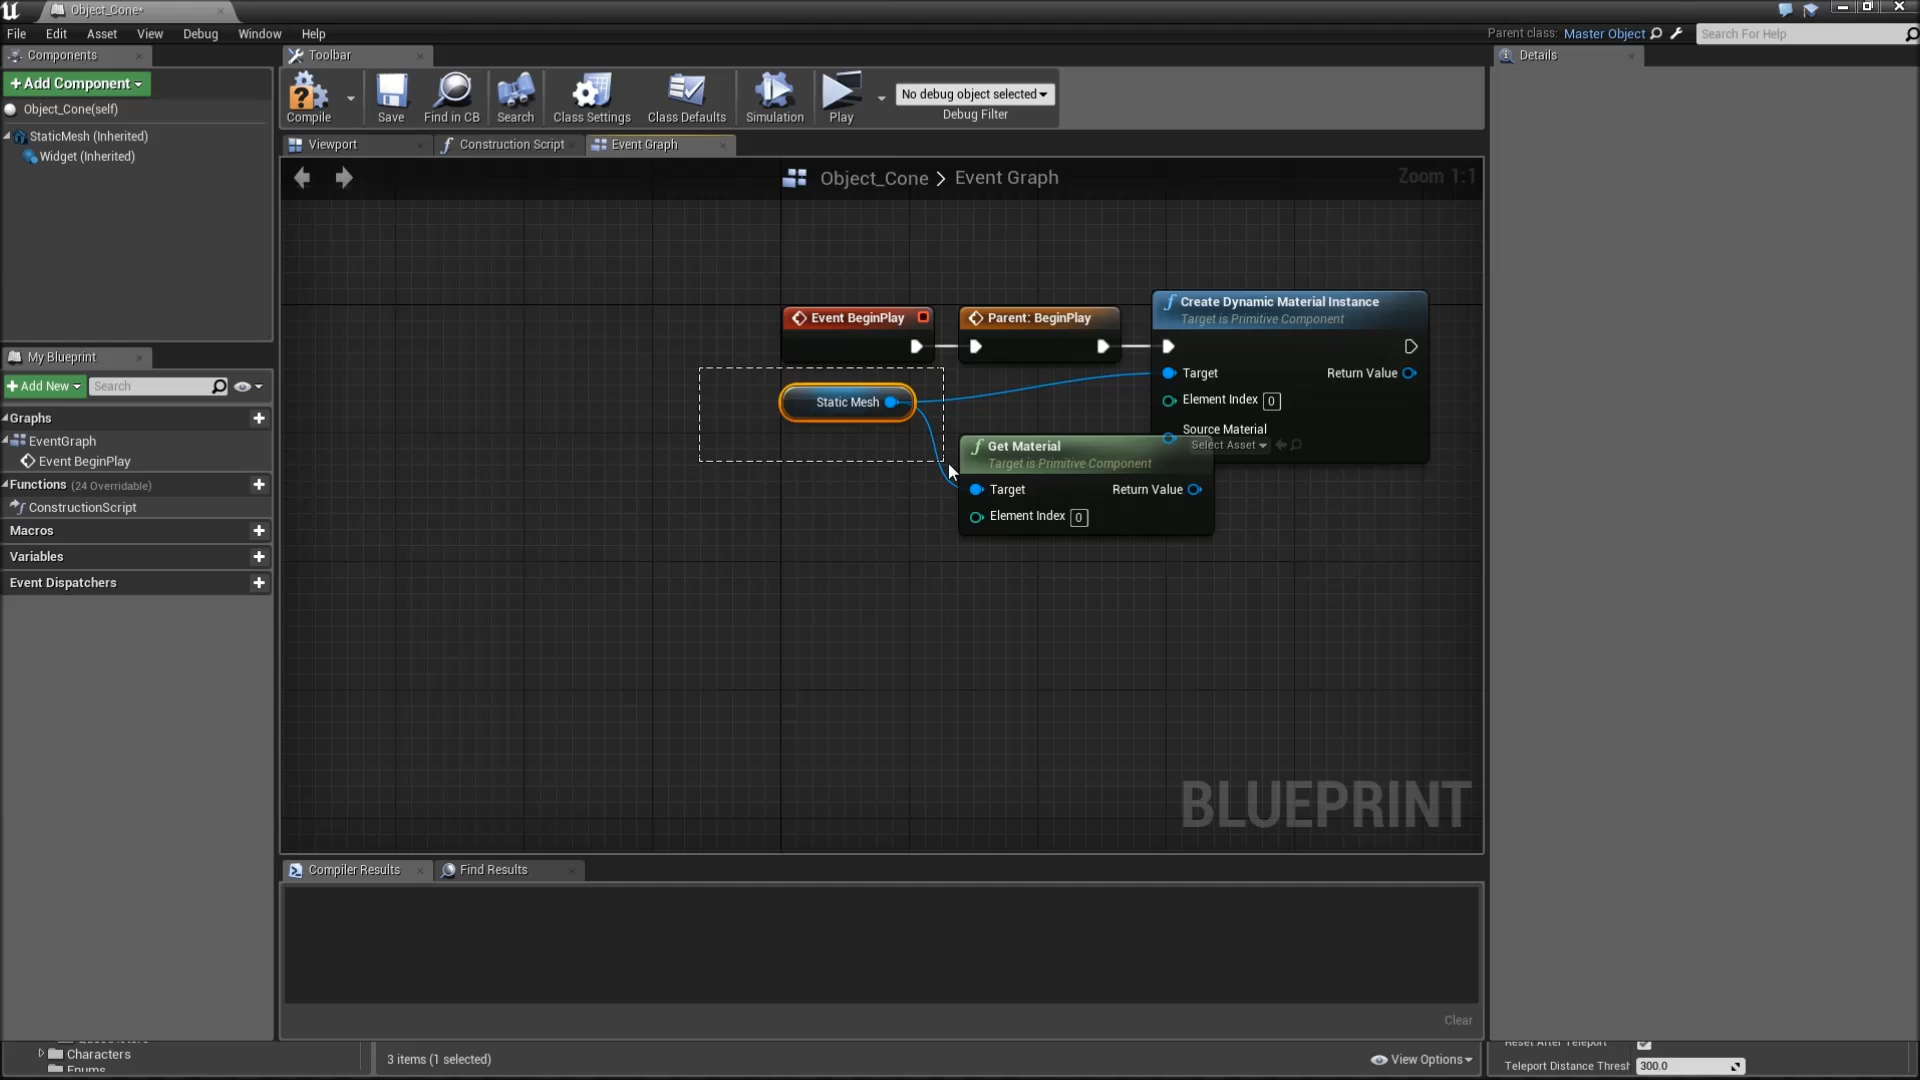 Object_Cone*
File Edit Asset View Debug Window Help
Parent class: Master Object
Search For Help
Components
+Add Component
Object_Cone(self)
StaticMesh (Inherited)
Widget (Inherited)
Toolbar
Compile
Save
Find in CB
Search
Class Settings
Class Defaults
Simulation
Play
No debug object selected
Debug Filter
Details
Viewport
Construction Script
Event Graph
Object_Cone > Event Graph
Zoom 1:1
My Blueprint
+Add New
Search
Graphs
EventGraph
Event BeginPlay
Functions (24 Overridable)
ConstructionScript
Macros
Variables
Event Dispatchers
Event BeginPlay
Parent: BeginPlay
Create Dynamic Material Instance
Target is Primitive Component
Target
Return Value
Element Index 0
Source Material
Select Asset
Static Mesh
Get Material
Target is Primitive Component
Target
Return Value
Element Index 0
BLUEPRINT
Compiler Results
Find Results
Clear
Characters
Enums
3 items (1 selected)
View Options
Reset After Teleport
Teleport Distance Thresh
300.0